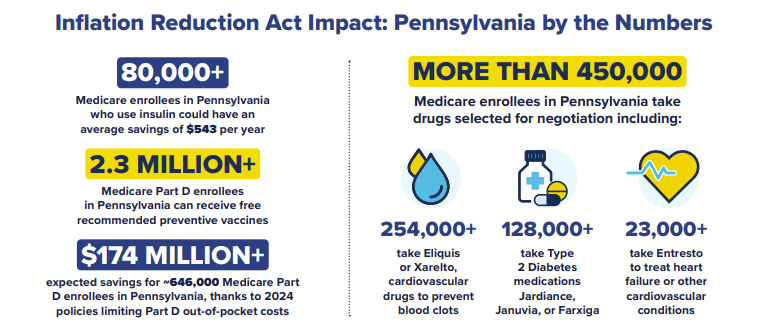 Inflation Reduction Act Impact: Pennsylvania by the Numbers
80,000+
Medicare enrollees in Pennsylvania
who use insulin could have an
average savings of $543 per year
2.3 MILLION+
Medicare Part D enrollees
in Pennsylvania can receive free
recommended preventive vaccines
$174 MILLION+
expected savings for ~646,000 Medicare Part
D enrollees in Pennsylvania, thanks to 2024
policies limiting Part D out-of-pocket costs
MORE THAN 450,000
Medicare enrollees in Pennsylvania take
drugs selected for negotiation including:
254,000+
take Eliquis
or Xarelto,
cardiovascular
drugs to prevent
blood clots
128,000+
take Type
2 Diabetes
medications
Jardiance,
Januvia, or Farxiga
23,000+
take Entresto
to treat heart
failure or other
cardiovascular
conditions